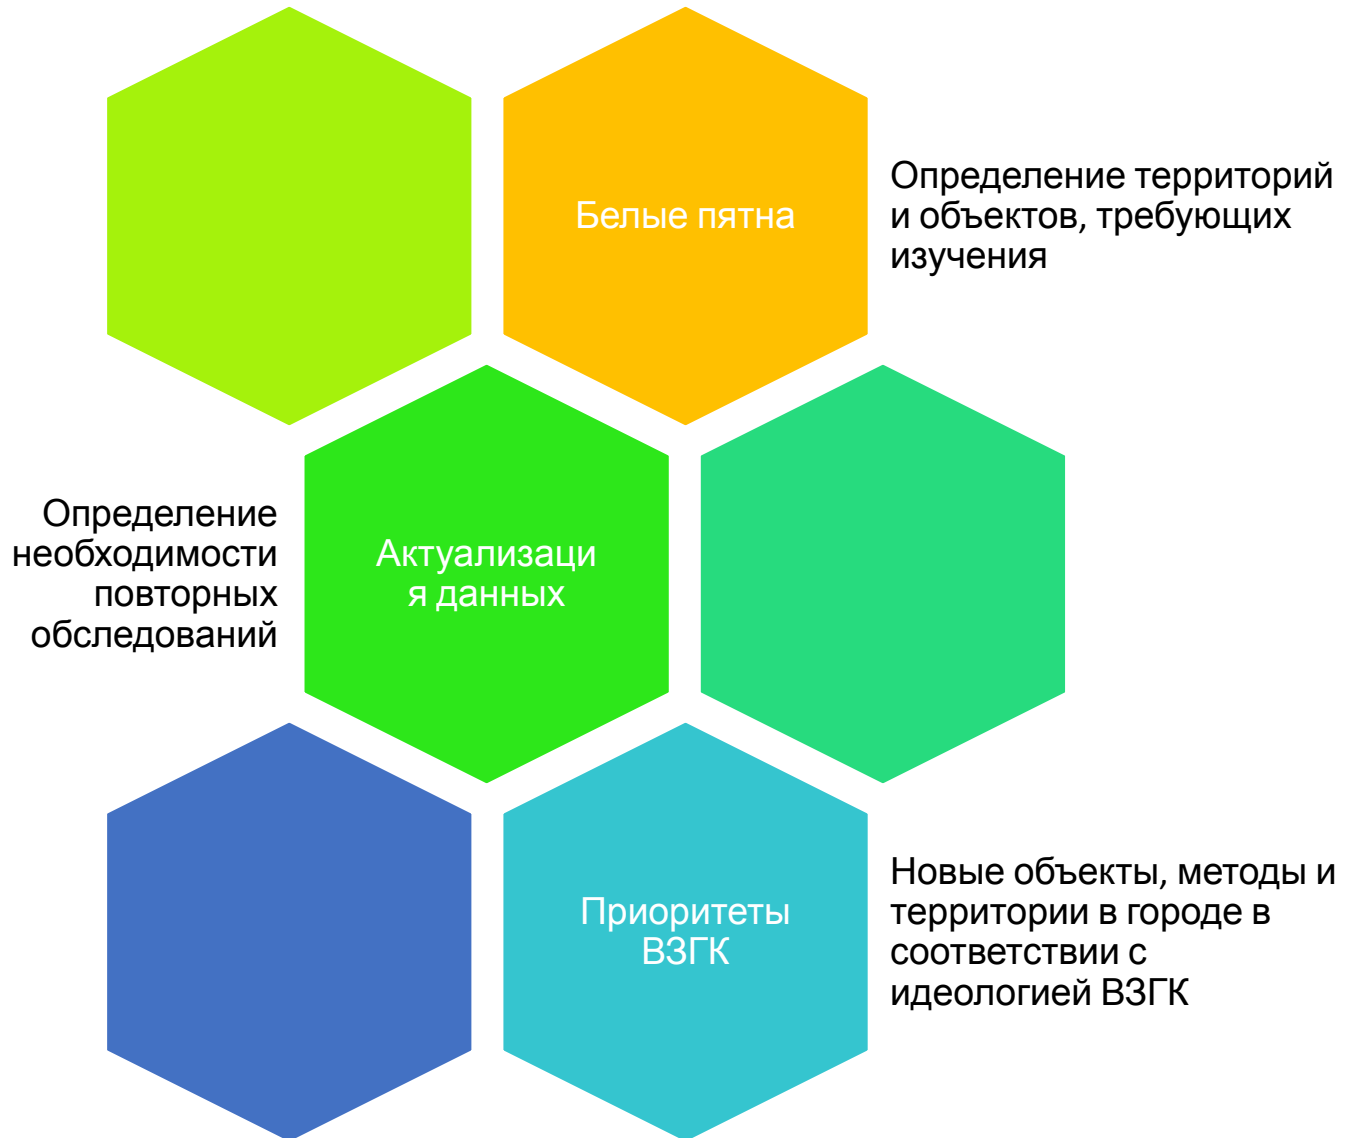 Белые пятна
Определение территорий
и объектов, требующих
изучения
Определение
необходимости
повторных
обследований
Актуализаци
я данных
Приоритеты
ВЗГК
Новые объекты, методы и
территории в городе в
соответствии с
идеологией ВЗГК